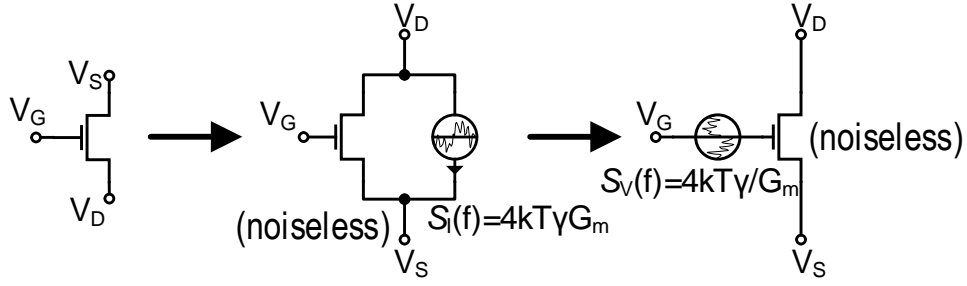 V_S
V_G
V_D
V_D
V_G
(noiseless)
S_I(f)=4kTγG_m
V_S
V_D
V_G
(noiseless)
S_V(f)=4kTγ/G_m
V_S